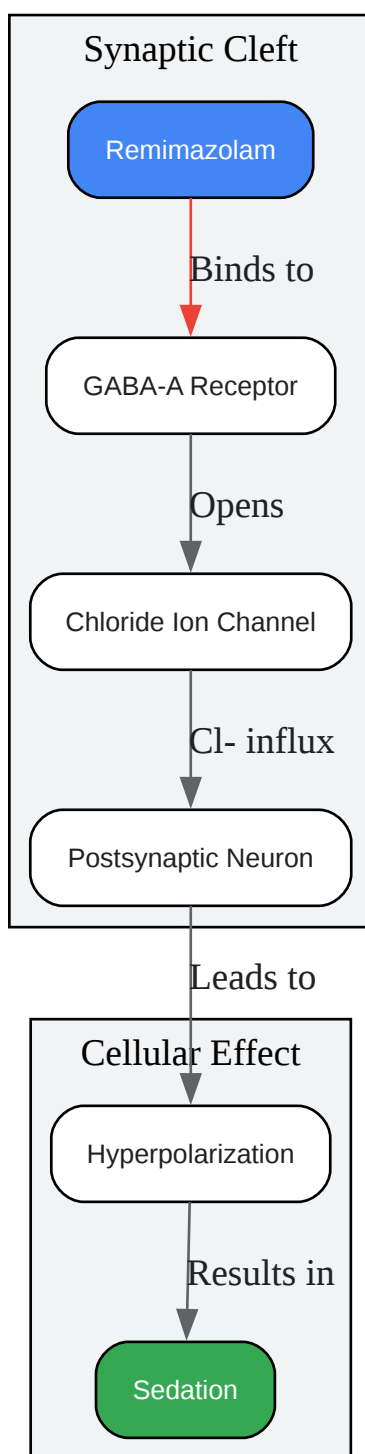 Synaptic Cleft
Remimazolam
Binds to
GABA-A Receptor
Opens
Chloride Ion Channel
Cl- influx
Postsynaptic Neuron
Leads to
Cellular Effect
Hyperpolarization
Results in
Sedation